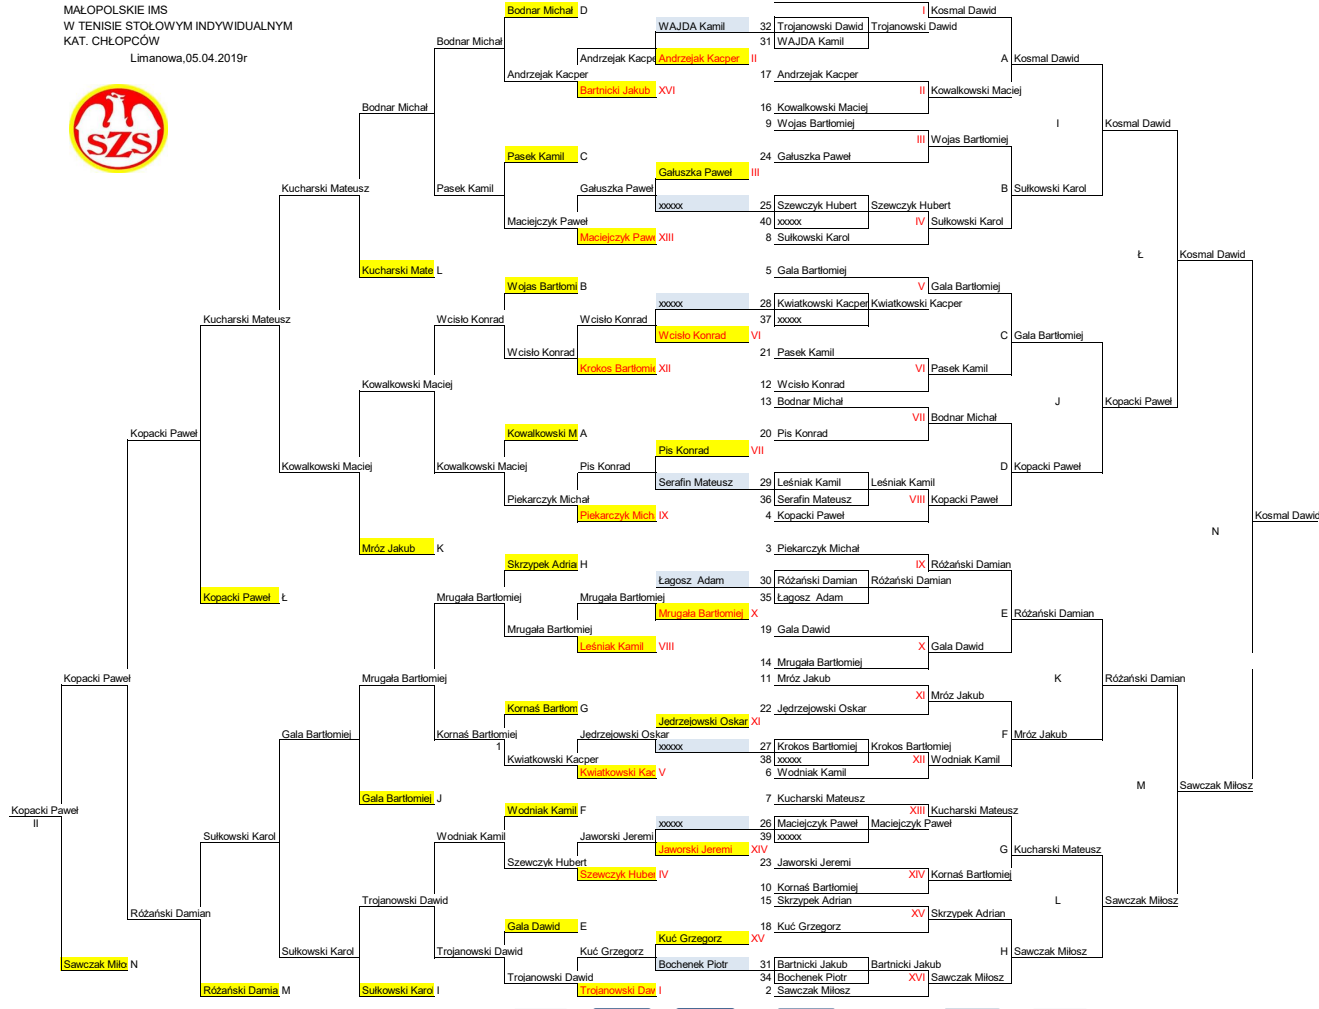 MAŁOPOLSKIE IMS
W TENISIE STOŁOWYM INDYWIDUALNYM
KAT. CHŁOPCÓW
Limanowa,05.04.2019r
SZS
Bodnar Michał D
I Kosmal Dawid
WAJDA Kamil 32 Trojanowski Dawid Trojanowski Dawid
Bodnar Michał 31 WAJDA Kamil
Andrzejak Kacpe Andrzejak Kacper II A Kosmal Dawid
Andrzejak Kacper 17 Andrzejak Kacper
Bartnicki Jakub XVI II Kowalkowski Maciej
Bodnar Michał 16 Kowalkowski Maciej
9 Wojas Bartłomiej I Kosmal Dawid
III Wojas Bartłomiej
Pasek Kamil C 24 Gałuszka Paweł
Gałuszka Paweł III
Kucharski Mateusz Pasek Kamil Gałuszka Paweł B Sułkowski Karol
xxxxx 25 Szewczyk Hubert Szewczyk Hubert
Maciejczyk Paweł 40 xxxxx IV Sułkowski Karol
Maciejczyk Pawe XIII 8 Sułkowski Karol
Ł Kosmal Dawid
Kucharski Mate L 5 Gala Bartłomiej
Wojas Bartłomi B V Gala Bartłomiej
xxxxx 28 Kwiatkowski Kacper Kwiatkowski Kacper
Kucharski Mateusz Wcisło Konrad Wcisło Konrad 37 xxxxx
Wcisło Konrad VI C Gala Bartłomiej
Wcisło Konrad 21 Pasek Kamil
Krokos Bartłomie XII VI Pasek Kamil
Kowalkowski Maciej 12 Wcisło Konrad
13 Bodnar Michał J Kopacki Paweł
VII Bodnar Michał
Kopacki Paweł Kowalkowski M A 20 Pis Konrad
Pis Konrad VII
Kowalkowski Maciej Kowalkowski Maciej Pis Konrad D Kopacki Paweł
Serafin Mateusz 29 Leśniak Kamil Leśniak Kamil
Piekarczyk Michał 36 Serafin Mateusz VIII Kopacki Paweł
Piekarczyk Mich IX 4 Kopacki Paweł Kosmal Dawid
N
Mróz Jakub K 3 Piekarczyk Michał
Skrzypek Adria H IX Różański Damian
Łagosz Adam 30 Różański Damian Różański Damian
Kopacki Paweł Ł Mrugała Bartłomiej Mrugała Bartłomiej 35 Łagosz Adam
Mrugała Bartłomiej X E Różański Damian
Mrugała Bartłomiej 19 Gala Dawid
Leśniak Kamil VIII X Gala Dawid
14 Mrugała Bartłomiej
Kopacki Paweł Mrugała Bartłomiej 11 Mróz Jakub K Różański Damian
XI Mróz Jakub
Kornaś Bartłom G 22 Jędrzejowski Oskar
Jędrzejowski Oskar XI
Gala Bartłomiej Kornaś Bartłomiej Jędrzejowski Oskar F Mróz Jakub
1 xxxxx 27 Krokos Bartłomiej Krokos Bartłomiej
Kwiatkowski Kacper 38 xxxxx XII Wodniak Kamil
Kwiatkowski Kac V 6 Wodniak Kamil
M Sawczak Miłosz
Gala Bartłomiej J 7 Kucharski Mateusz
Kopacki Paweł Wodniak Kamil F XIII Kucharski Mateusz
II xxxxx 26 Maciejczyk Paweł Maciejczyk Paweł
Sułkowski Karol Wodniak Kamil Jaworski Jeremi 39 xxxxx
Jaworski Jeremi XIV G Kucharski Mateusz
Szewczyk Hubert 23 Jaworski Jeremi
Szewczyk Huber IV XIV Kornaś Bartłomiej
10 Kornaś Bartłomiej
Trojanowski Dawid 15 Skrzypek Adrian L Sawczak Miłosz
Różański Damian XV Skrzypek Adrian
Gala Dawid E 18 Kuć Grzegorz
Kuć Grzegorz XV
Sułkowski Karol Trojanowski Dawid Kuć Grzegorz H Sawczak Miłosz
Sawczak Miło N Bochenek Piotr 31 Bartnicki Jakub Bartnicki Jakub
Trojanowski Dawid 34 Bochenek Piotr XVI Sawczak Miłosz
Różański Damia M Sułkowski Karol I Trojanowski Daw I 2 Sawczak Miłosz